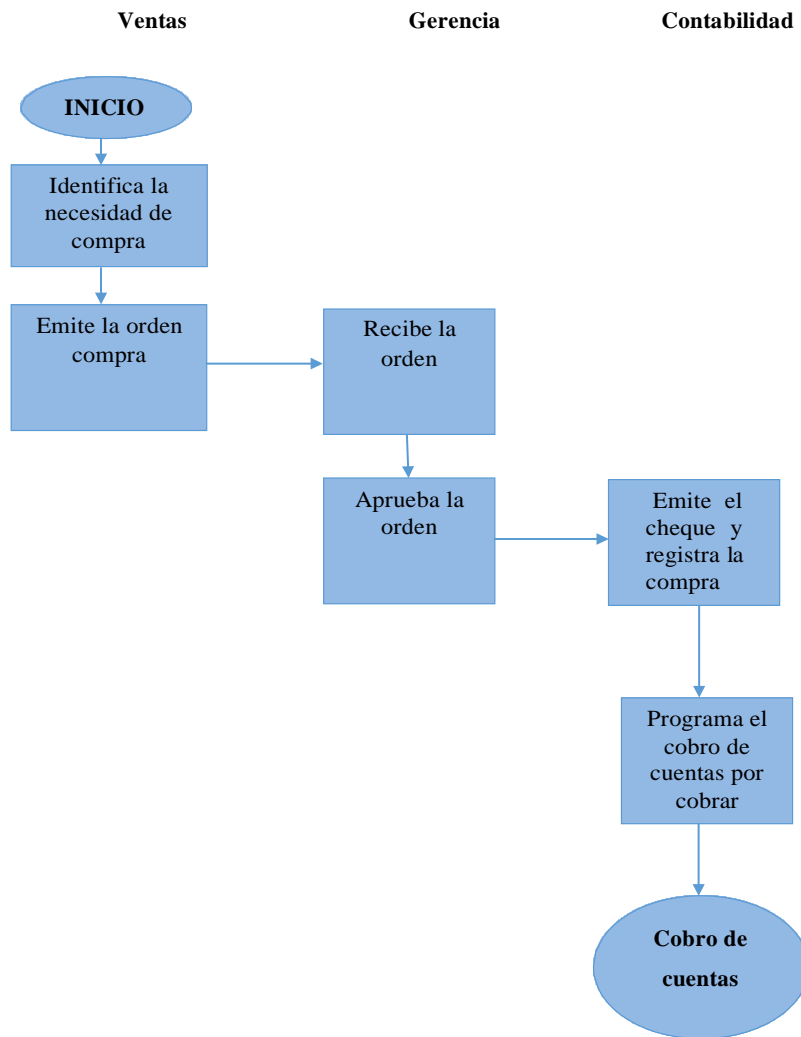 Ventas
Gerencia
Contabilidad
INICIO
Identifica la
necesidad de
compra
Emite la orden
compra
Recibe la
orden
Aprueba la
orden
Emite el
cheque y
registra la
compra
Programa el
cobro de
cuentas por
cobrar
Cobro de
cuentas